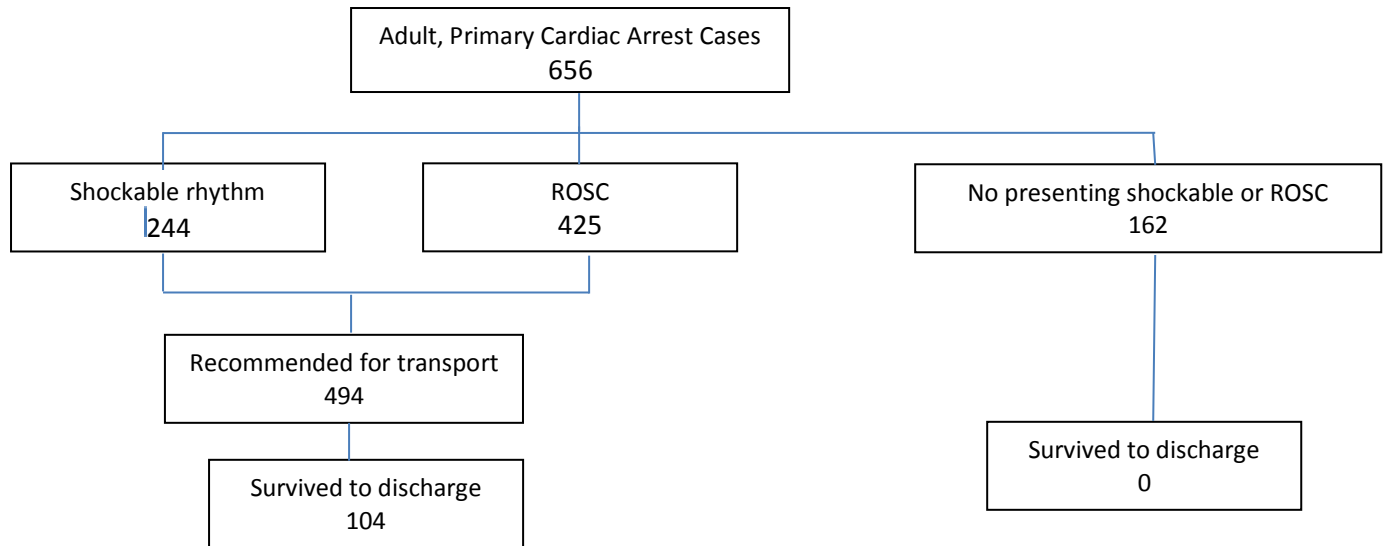 Adult, Primary Cardiac Arrest Cases
656
Shockable rhythm
244
ROSC
425
No presenting shockable or ROSC
162
Recommended for transport
494
Survived to discharge
104
Survived to discharge
0